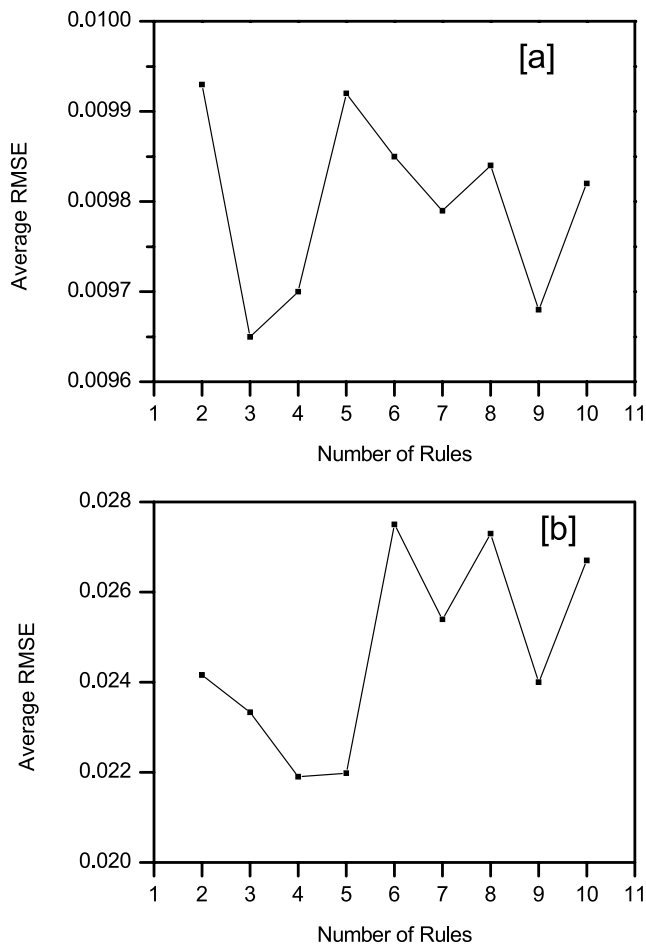 [a]
0.0100
0.0099
0.0098
0.0097
0.0096
Average RMSE
1 2 3 4 5 6 7 8 9 10 11
Number of Rules
[b]
0.028
0.026
0.024
0.022
0.020
Average RMSE
1 2 3 4 5 6 7 8 9 10 11
Number of Rules